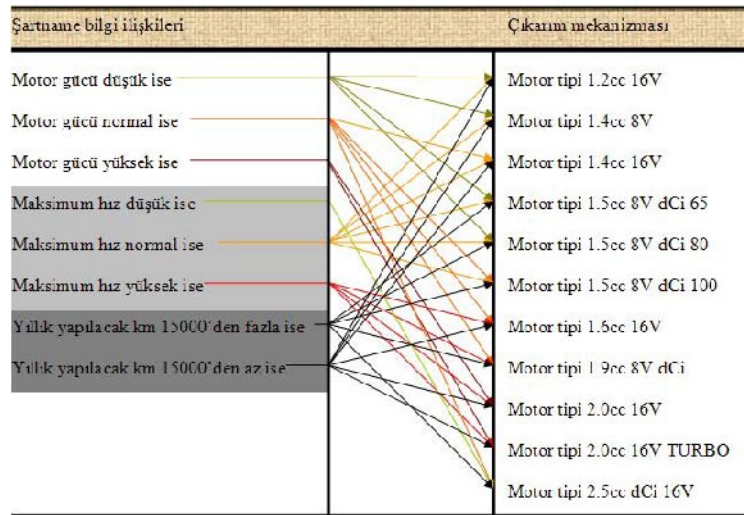 Şartname bilgi ilişkileri
Çıkarım mekanizması
Motor gücü düşük ise
Motor gücü normal ise
Motor gücü yüksek ise
Maksimum hız düşük ise
Maksimum hız normal ise
Maksimum hız yüksek ise
Yıllık yapılacak km 15000'den fazla ise
Yıllık yapılacak km 15000'den az ise
Motor tipi 1.2cc 16V
Motor tipi 1.4cc 8V
Motor tipi 1.4cc 16V
Motor tipi 1.5cc 8V dCi 65
Motor tipi 1.5cc 8V dCi 80
Motor tipi 1.5cc 8V dCi 100
Motor tipi 1.6cc 16V
Motor tipi 1.9cc 8V dCi
Motor tipi 2.0cc 16V
Motor tipi 2.0cc 16V TURBO
Motor tipi 2.5cc dCi 16V